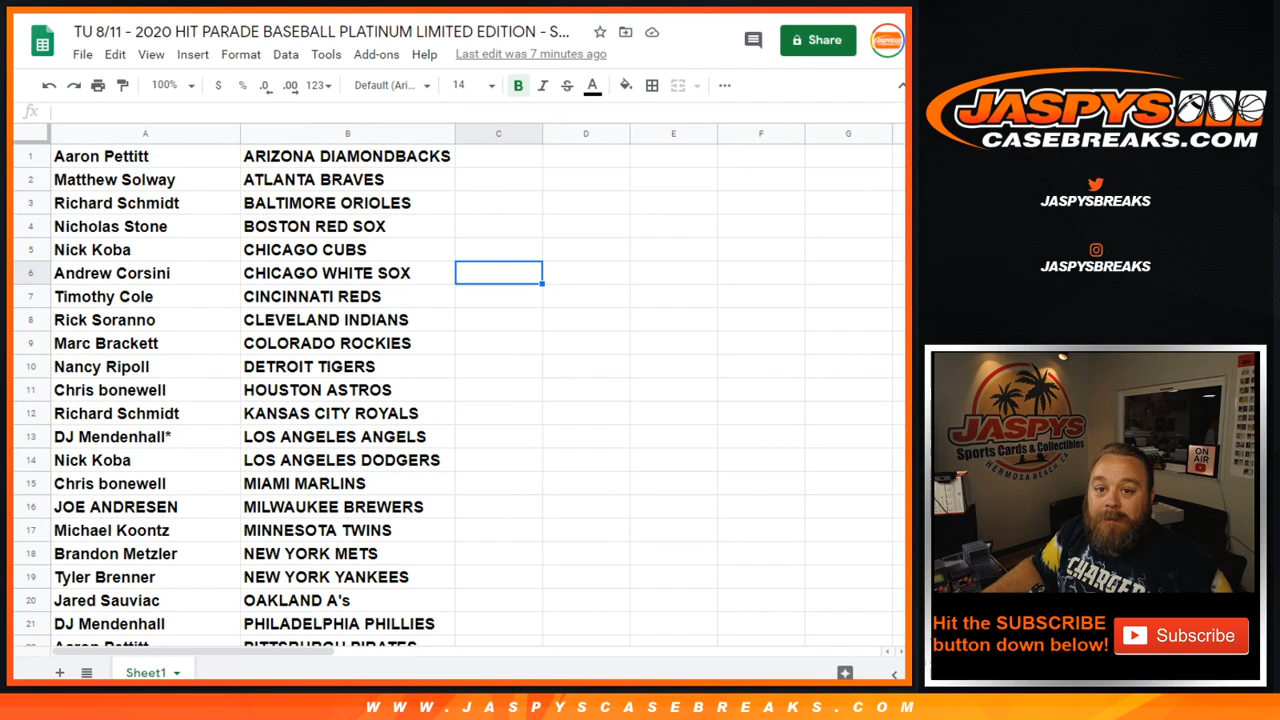 TU 8/11 - 2020 HIT PARADE BASEBALL PLATINUM LIMITED EDITION - S...
File Edit View Insert Format Data Tools Add-ons Help Last edit was 7 minutes ago
Share
100% $ % .0 .00 123 Default (Ari... 14 B I S A ...
fx
A B C D E F G
1 Aaron Pettitt ARIZONA DIAMONDBACKS
2 Matthew Solway ATLANTA BRAVES
3 Richard Schmidt BALTIMORE ORIOLES
4 Nicholas Stone BOSTON RED SOX
5 Nick Koba CHICAGO CUBS
6 Andrew Corsini CHICAGO WHITE SOX
7 Timothy Cole CINCINNATI REDS
8 Rick Soranno CLEVELAND INDIANS
9 Marc Brackett COLORADO ROCKIES
10 Nancy Ripoll DETROIT TIGERS
11 Chris bonewell HOUSTON ASTROS
12 Richard Schmidt KANSAS CITY ROYALS
13 DJ Mendenhall* LOS ANGELES ANGELS
14 Nick Koba LOS ANGELES DODGERS
15 Chris bonewell MIAMI MARLINS
16 JOE ANDRESEN MILWAUKEE BREWERS
17 Michael Koontz MINNESOTA TWINS
18 Brandon Metzler NEW YORK METS
19 Tyler Brenner NEW YORK YANKEES
20 Jared Sauviac OAKLAND A's
21 DJ Mendenhall PHILADELPHIA PHILLIES
22 Aaron Pettitt PITTSBURGH PIRATES
Sheet1
JASPYS
CASEBREAKS.COM
JASPYSBREAKS
JASPYSBREAKS
JASPYS
Sports Cards & Collectibles
HERMOSA BEACH, CA
ON AIR
CHARGERS
Hit the SUBSCRIBE
button down below!
Subscribe
WWW.JASPYSCASEBREAKS.COM